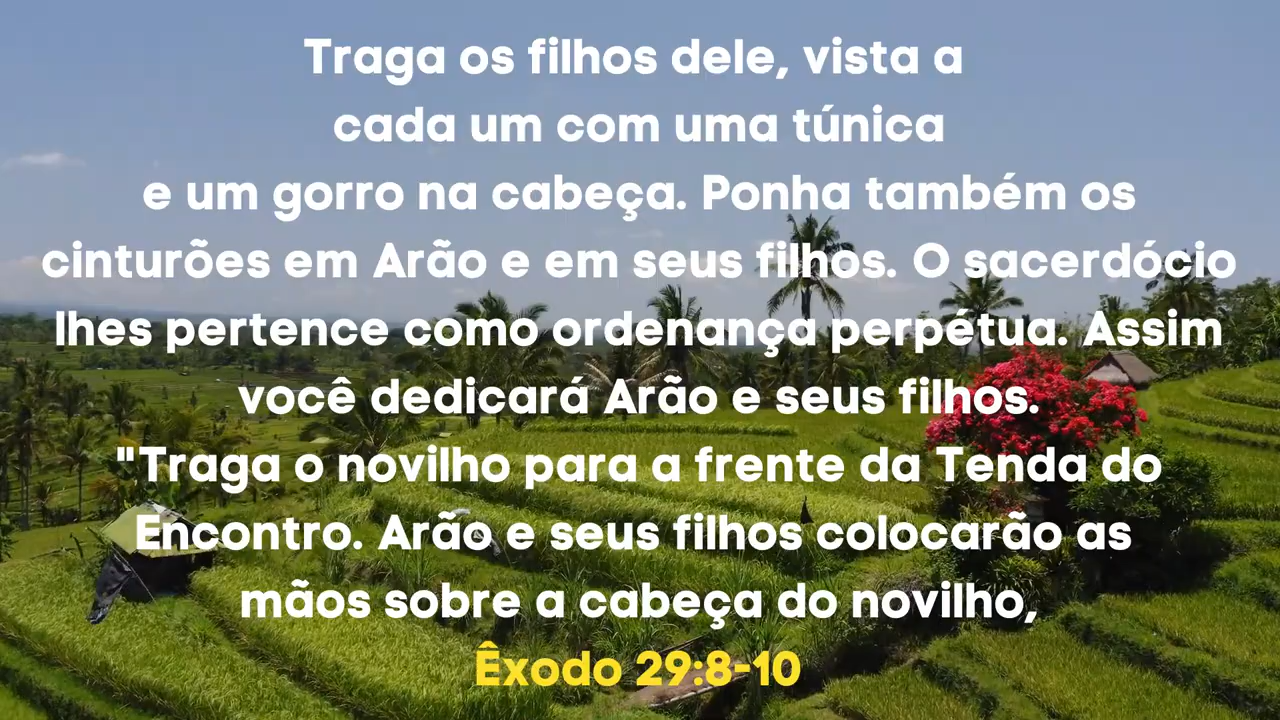 Traga os filhos dele, vista a
cada um com uma túnica
e um gorro na cabeça. Ponha também os
cinturões em Arão e em seus filhos. O sacerdócio
lhes pertence como ordenança perpétua. Assim
você dedicará Arão e seus filhos.
"Traga o novilho para a frente da Tenda do
Encontro. Arão e seus filhos colocarão as
mãos sobre a cabeça do novilho,
Êxodo 29:8-10